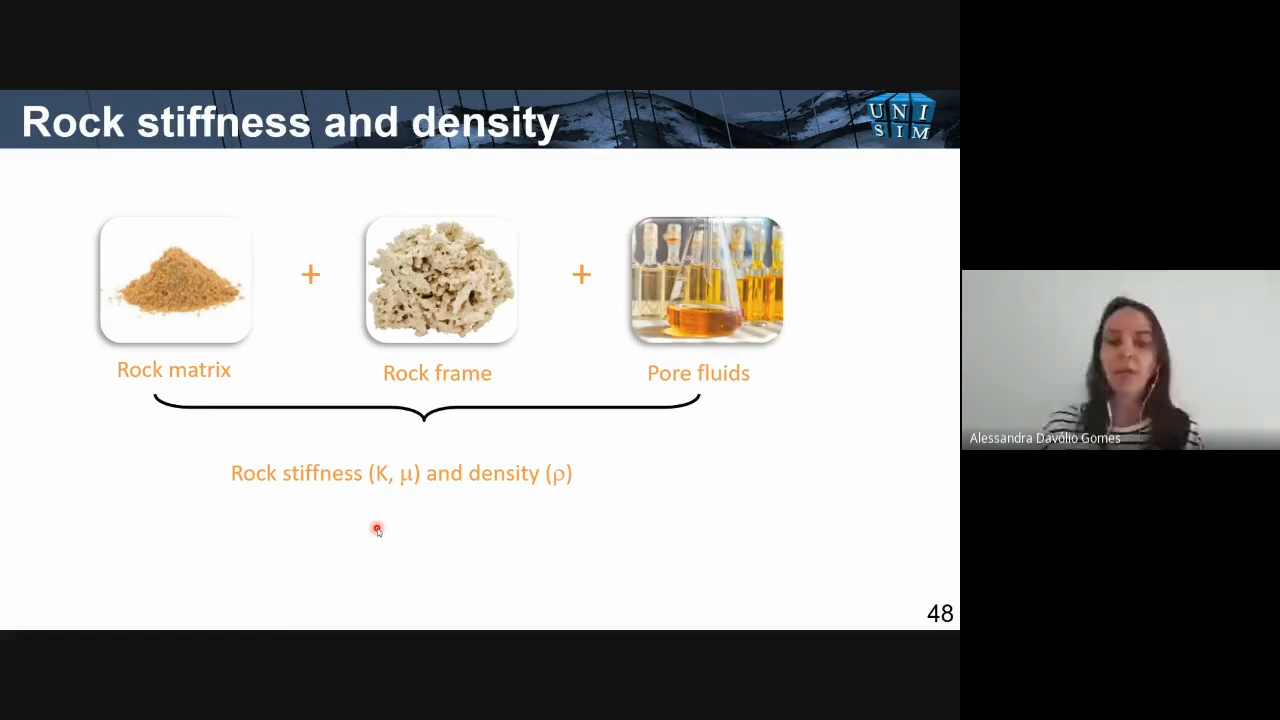 Rock stiffness and density
UNI
SIM
+
+
Rock matrix
Rock frame
Pore fluids
Rock stiffness (K, μ) and density (ρ)
48
Alessandra Davólio Gomes